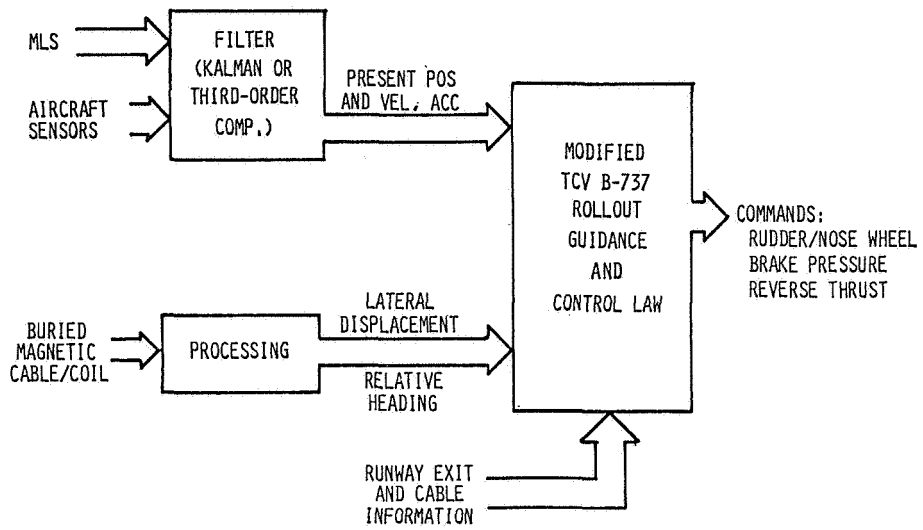 MLS
AIRCRAFT
SENSORS
FILTER
(KALMAN OR
THIRD-ORDER
COMP.)
PRESENT POS
AND VEL, ACC
BURIED
MAGNETIC
CABLE/COIL
PROCESSING
LATERAL
DISPLACEMENT
RELATIVE
HEADING
MODIFIED
TCV B-737
ROLLOUT
GUIDANCE
AND
CONTROL LAW
RUNWAY EXIT
AND CABLE
INFORMATION
COMMANDS:
RUDDER/NOSE WHEEL
BRAKE PRESSURE
REVERSE THRUST